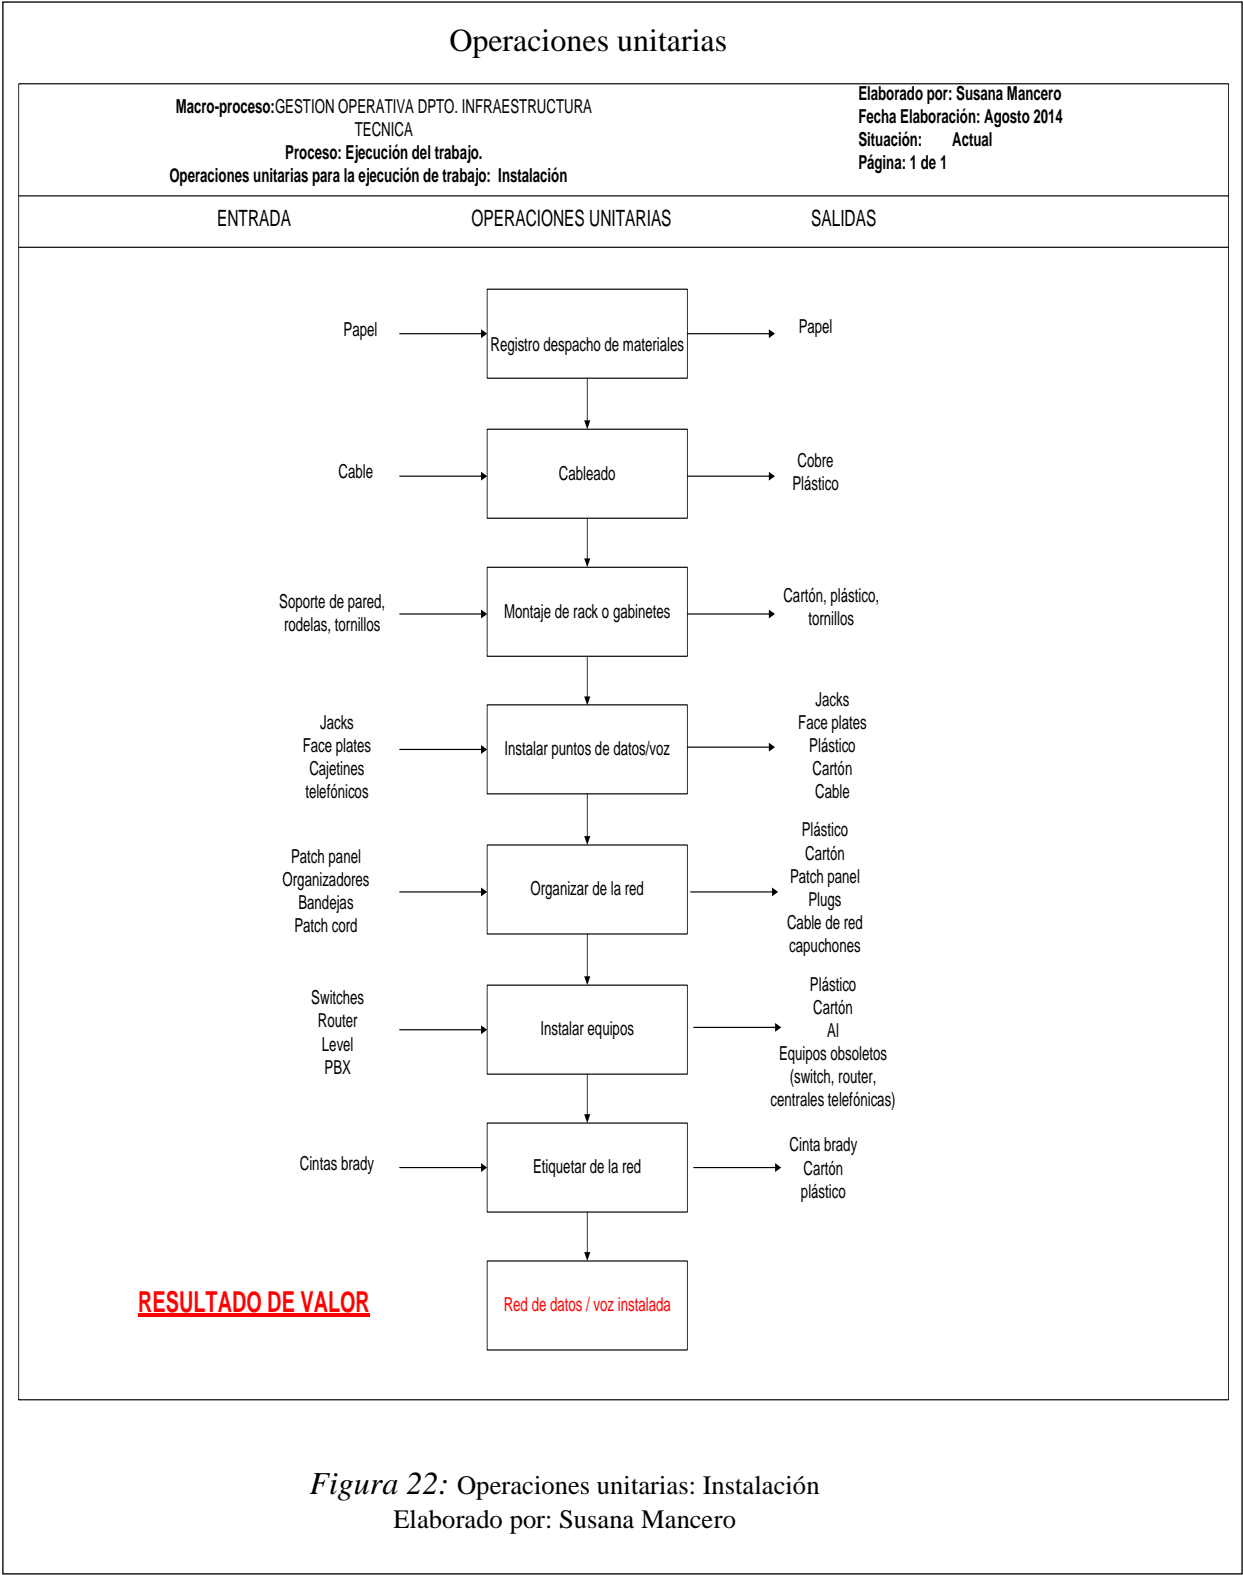 Operaciones unitarias
Macro-proceso:GESTION OPERATIVA DPTO. INFRAESTRUCTURA
TECNICA
Proceso: Ejecución del trabajo.
Operaciones unitarias para la ejecución de trabajo: Instalación
Elaborado por: Susana Mancero
Fecha Elaboración: Agosto 2014
Situación: Actual
Página: 1 de 1
ENTRADA
OPERACIONES UNITARIAS
SALIDAS
Papel
Registro despacho de materiales
Papel
Cable
Cableado
Cobre
Plástico
Soporte de pared,
rodelas, tornillos
Montaje de rack o gabinetes
Cartón, plástico,
tornillos
Jacks
Face plates
Cajetines
telefónicos
Instalar puntos de datos/voz
Jacks
Face plates
Plástico
Cartón
Cable
Patch panel
Organizadores
Bandejas
Patch cord
Organizar de la red
Plástico
Cartón
Patch panel
Plugs
Cable de red
capuchones
Switches
Router
Level
PBX
Instalar equipos
Plástico
Cartón
Al
Equipos obsoletos
(switch, router,
centrales telefónicas)
Cintas brady
Etiquetar de la red
Cinta brady
Cartón
plástico
RESULTADO DE VALOR
Red de datos / voz instalada
Figura 22: Operaciones unitarias: Instalación
Elaborado por: Susana Mancero